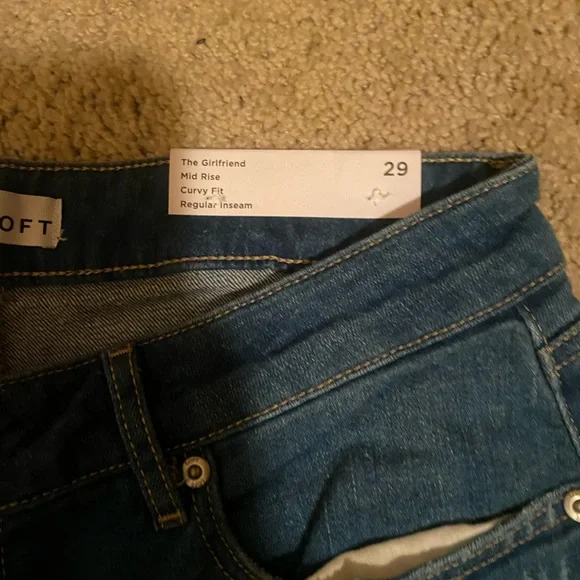 The Girlfriend
Mid Rise
Curvy Fit
Regular Inseam
29
OFT